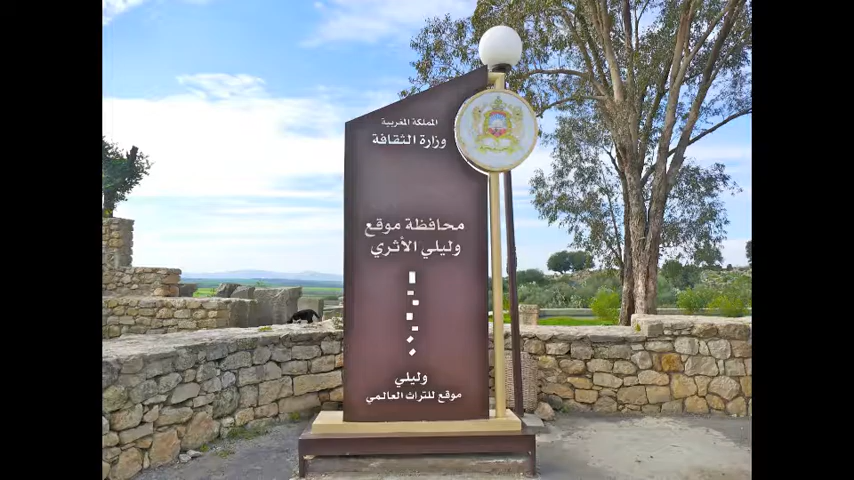 المملكة المغربية
وزارة الثقافة
محافظة موقع
وليلي الأثري
وليلي
موقع للتراث العالمي